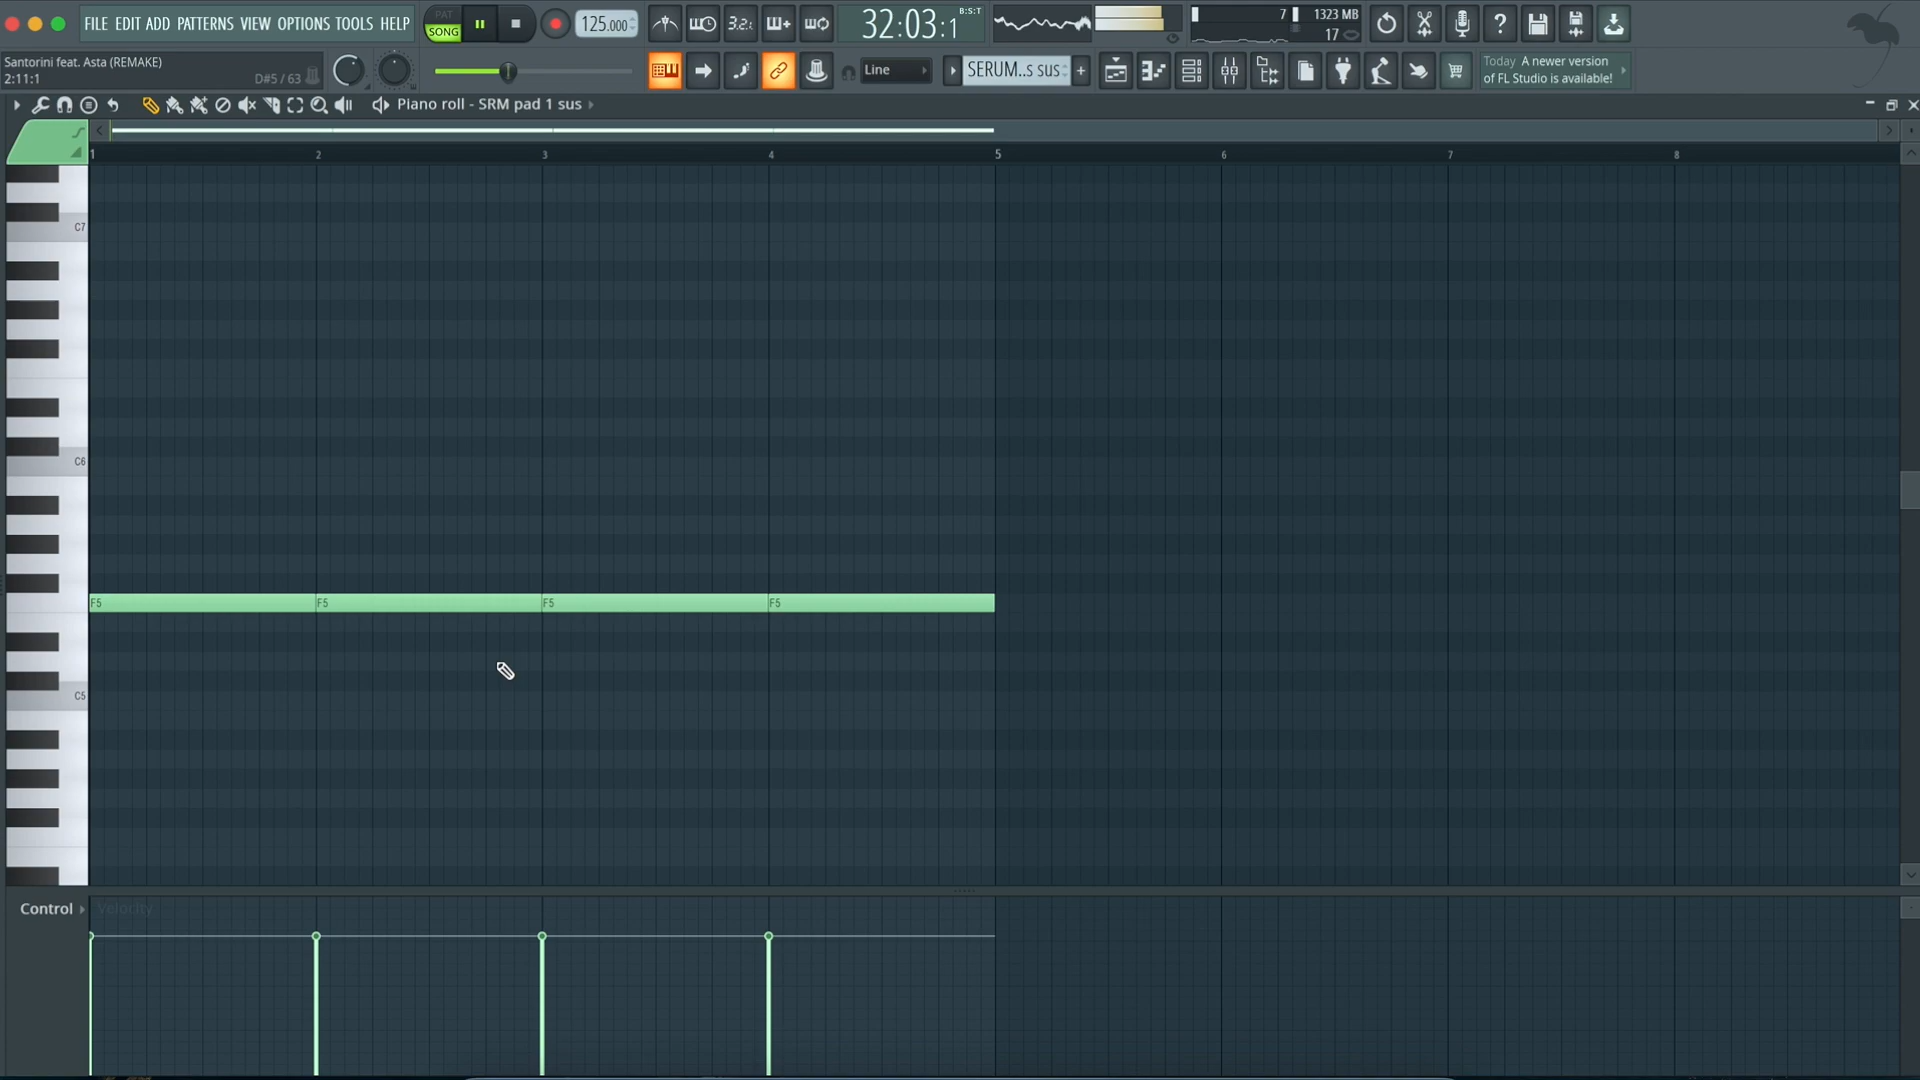 FILE EDIT ADD PATTERNS VIEW OPTIONS TOOLS HELP
PAT
SONG
125.000
3.2.
32:03:1
B:S:T
7
1323 MB
17
Santorini feat. Asta (REMAKE)
2:11:1
D#5 / 63
Line
SERUM..s sus
Today A newer version
of FL Studio is available!
Piano roll - SRM pad 1 sus
1 2 3 4 5 6 7 8
C7
C6
F5 F5 F5 F5
C5
Control
Velocity